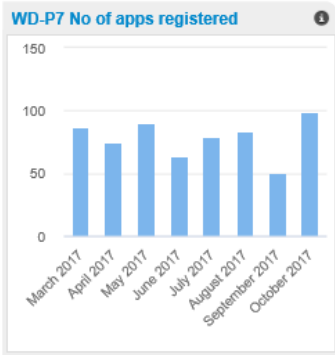 WD-P7 No of apps registered
150
100
50
0
March 2017
April 2017
May 2017
June 2017
July 2017
August 2017
September 2017
October 2017